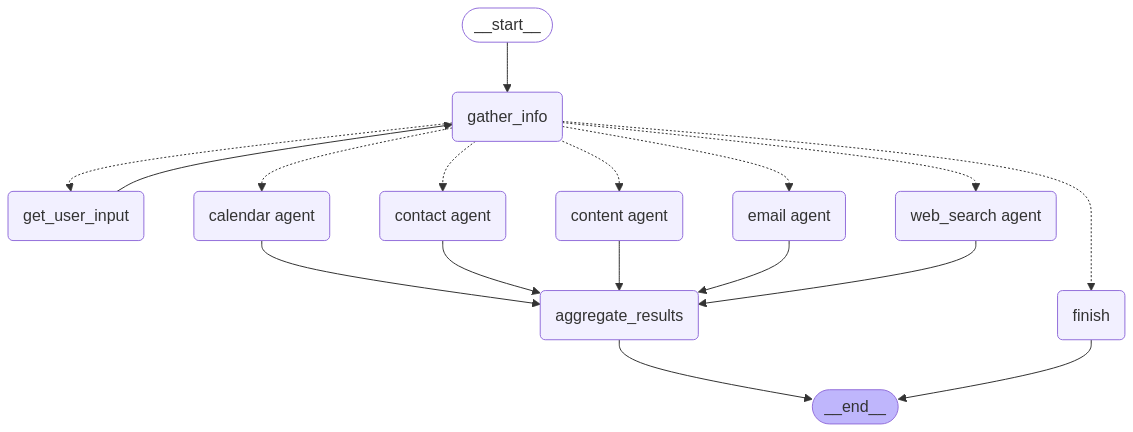 __start__
gather_info
get_user_input
calendar agent
contact agent
content agent
email agent
web_search agent
aggregate_results
finish
__end__